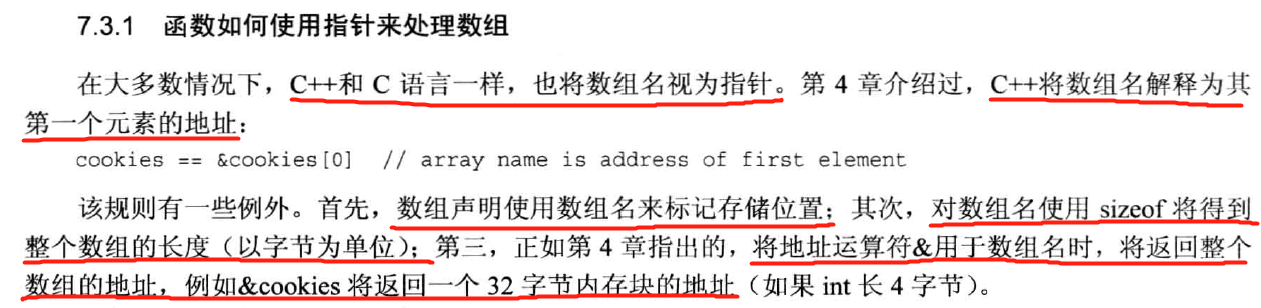 7.3.1 函数如何使用指针来处理数组
在大多数情况下，C++和 C 语言一样，也将数组名视为指针。第 4 章介绍过，C++将数组名解释为其
第一个元素的地址：
cookies == &cookies[0]  // array name is address of first element
该规则有一些例外。首先，数组声明使用数组名来标记存储位置；其次，对数组名使用 sizeof 将得到
整个数组的长度（以字节为单位）；第三，正如第 4 章指出的，将地址运算符&用于数组名时，将返回整个
数组的地址，例如&cookies 将返回一个 32 字节内存块的地址（如果 int 长 4 字节）。